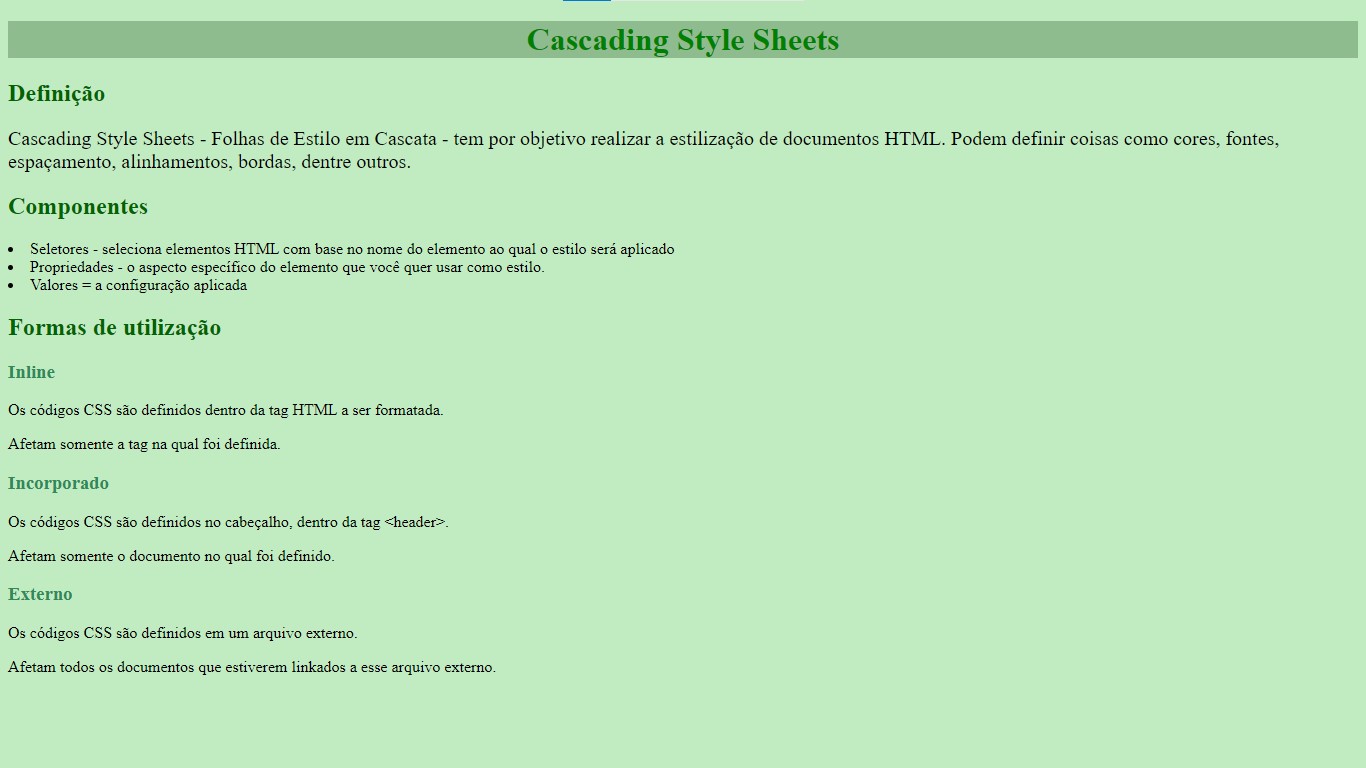 Cascading Style Sheets
Definição
Cascading Style Sheets - Folhas de Estilo em Cascata - tem por objetivo realizar a estilização de documentos HTML. Podem definir coisas como cores, fontes,
espaçamento, alinhamentos, bordas, dentre outros.
Componentes
• Seletores - seleciona elementos HTML com base no nome do elemento ao qual o estilo será aplicado
• Propriedades - o aspecto específico do elemento que você quer usar como estilo.
• Valores = a configuração aplicada
Formas de utilização
Inline
Os códigos CSS são definidos dentro da tag HTML a ser formatada.
Afetam somente a tag na qual foi definida.
Incorporado
Os códigos CSS são definidos no cabeçalho, dentro da tag <header>.
Afetam somente o documento no qual foi definido.
Externo
Os códigos CSS são definidos em um arquivo externo.
Afetam todos os documentos que estiverem linkados a esse arquivo externo.